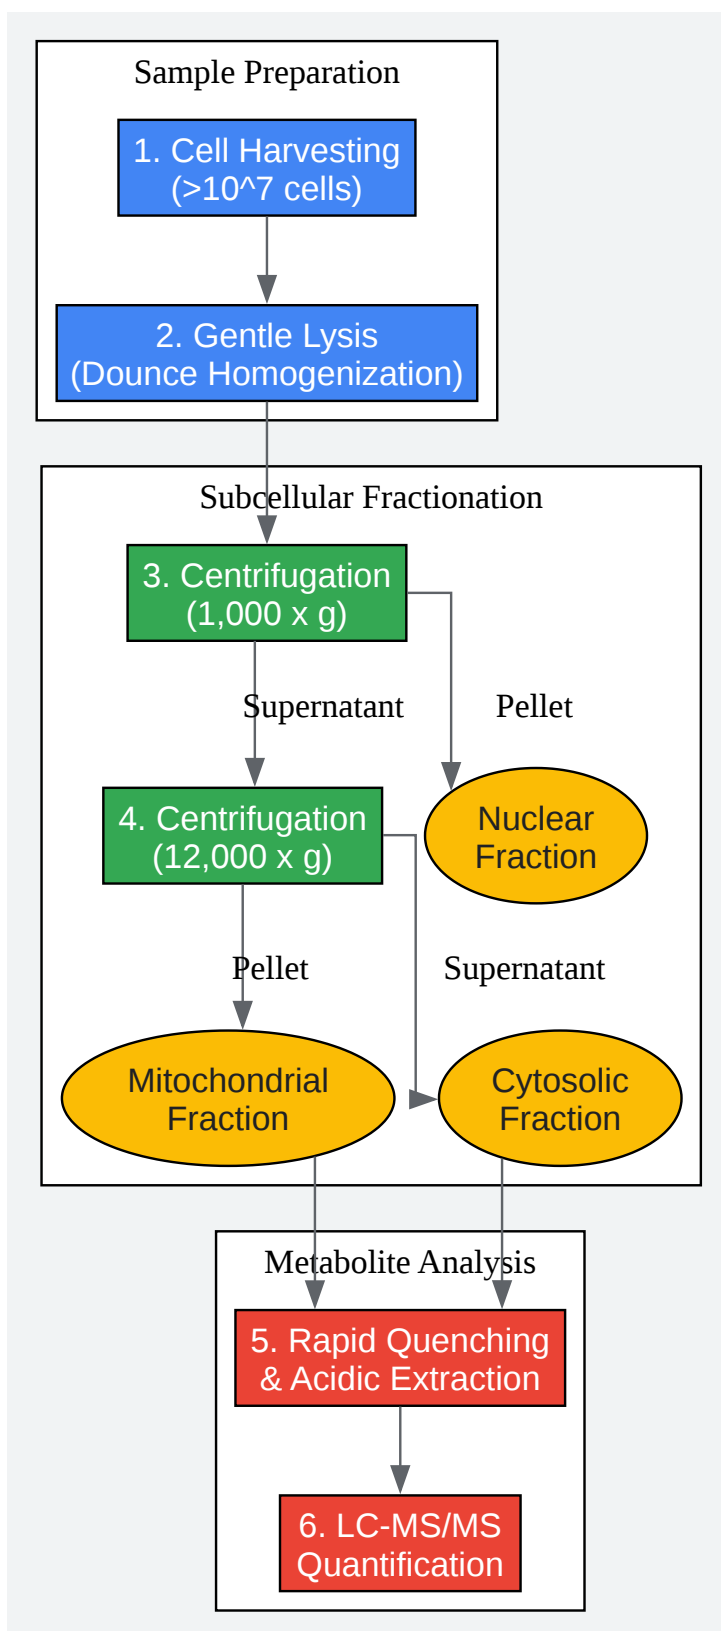 Sample Preparation
1. Cell Harvesting
(>10^7 cells)
2. Gentle Lysis
(Dounce Homogenization)
Subcellular Fractionation
3. Centrifugation
(1,000 x g)
Supernatant
Pellet
4. Centrifugation
(12,000 x g)
Nuclear
Fraction
Pellet
Supernatant
Mitochondrial
Fraction
Cytosolic
Fraction
Metabolite Analysis
5. Rapid Quenching
& Acidic Extraction
6. LC-MS/MS
Quantification